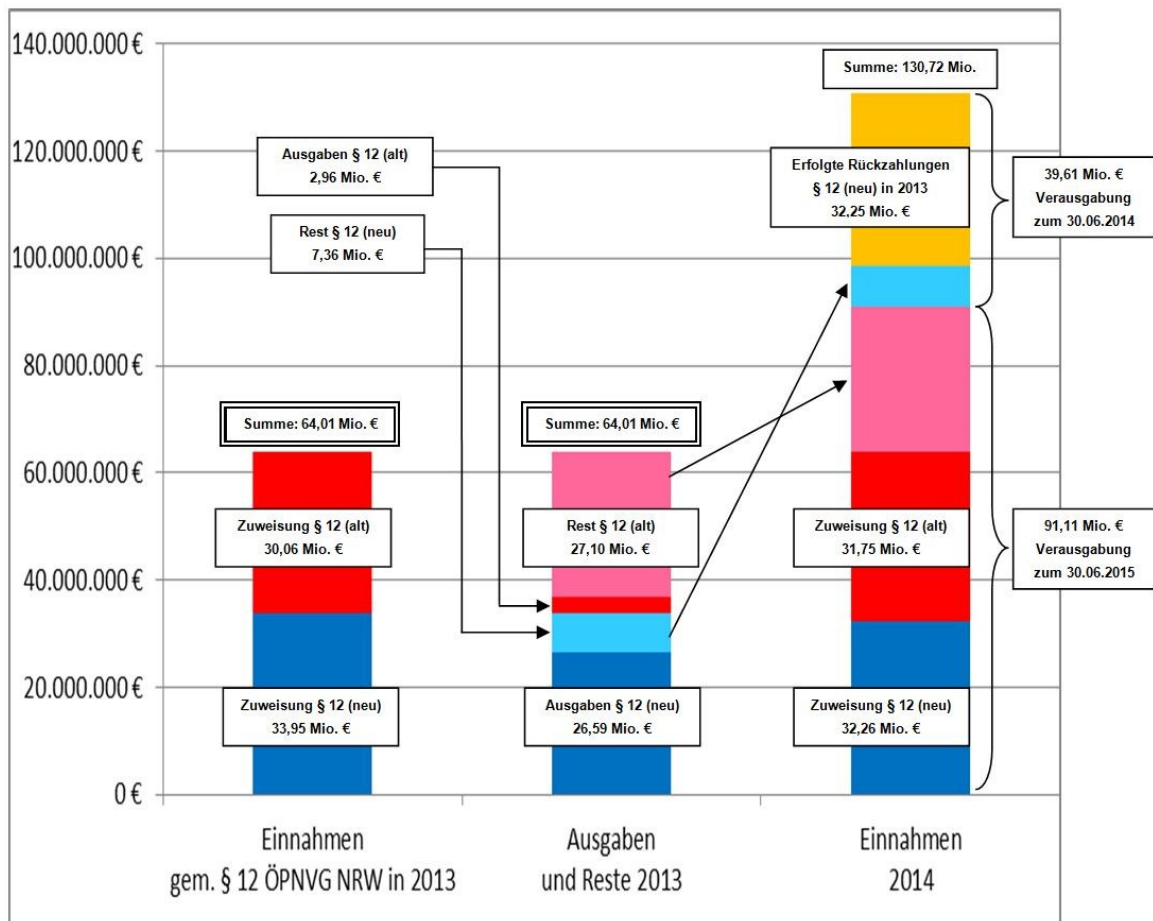 140.000.000 €
120.000.000 €
100.000.000 €
80.000.000 €
60.000.000 €
40.000.000 €
20.000.000 €
0 €
Summe: 64,01 Mio. €
Zuweisung § 12 (alt)
30,06 Mio. €
Zuweisung § 12 (neu)
33,95 Mio. €
Ausgaben § 12 (alt)
2,96 Mio. €
Rest § 12 (neu)
7,36 Mio. €
Summe: 64,01 Mio. €
Rest § 12 (alt)
27,10 Mio. €
Ausgaben § 12 (neu)
26,59 Mio. €
Summe: 130,72 Mio.
Erfolgte Rückzahlungen
§ 12 (neu) in 2013
32,25 Mio. €
Zuweisung § 12 (alt)
31,75 Mio. €
Zuweisung § 12 (neu)
32,26 Mio. €
39,61 Mio. €
Verausgabung
zum 30.06.2014
91,11 Mio. €
Verausgabung
zum 30.06.2015
Einnahmen
gem. § 12 ÖPNVG NRW in 2013
Ausgaben
und Reste 2013
Einnahmen
2014